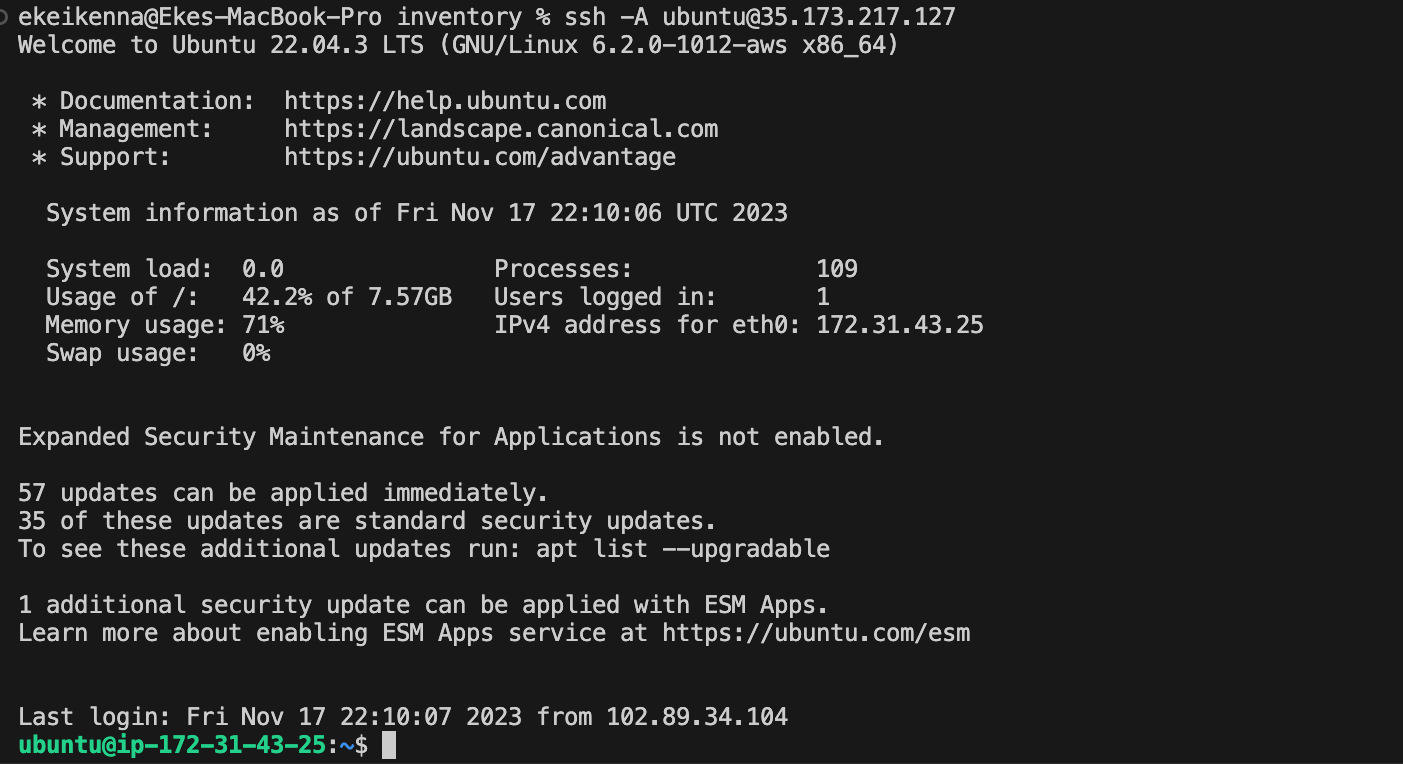 ekeikenna@Ekes-MacBook-Pro inventory % ssh -A ubuntu@35.173.217.127
Welcome to Ubuntu 22.04.3 LTS (GNU/Linux 6.2.0-1012-aws x86_64)

 * Documentation:  https://help.ubuntu.com
 * Management:     https://landscape.canonical.com
 * Support:        https://ubuntu.com/advantage

  System information as of Fri Nov 17 22:10:06 UTC 2023

  System load:  0.0               Processes:             109
  Usage of /:   42.2% of 7.57GB   Users logged in:       1
  Memory usage: 71%               IPv4 address for eth0: 172.31.43.25
  Swap usage:   0%


Expanded Security Maintenance for Applications is not enabled.

57 updates can be applied immediately.
35 of these updates are standard security updates.
To see these additional updates run: apt list --upgradable

1 additional security update can be applied with ESM Apps.
Learn more about enabling ESM Apps service at https://ubuntu.com/esm


Last login: Fri Nov 17 22:10:07 2023 from 102.89.34.104
ubuntu@ip-172-31-43-25:~$